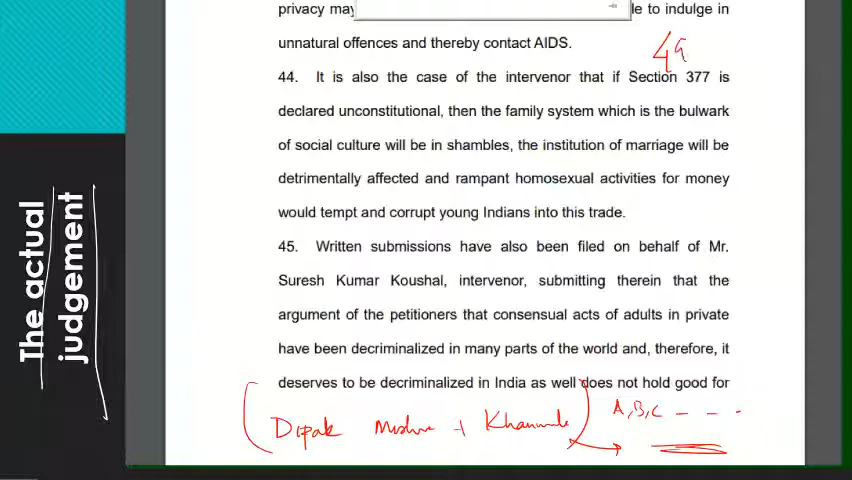 The actual
judgement
privacy may le to indulge in
unnatural offences and thereby contact AIDS.
49
44. It is also the case of the intervenor that if Section 377 is
declared unconstitutional, then the family system which is the bulwark
of social culture will be in shambles, the institution of marriage will be
detrimentally affected and rampant homosexual activities for money
would tempt and corrupt young Indians into this trade.
45. Written submissions have also been filed on behalf of Mr.
Suresh Kumar Koushal, intervenor, submitting therein that the
argument of the petitioners that consensual acts of adults in private
have been decriminalized in many parts of the world and, therefore, it
deserves to be decriminalized in India as well does not hold good for
Dipak + A, B, C - - -